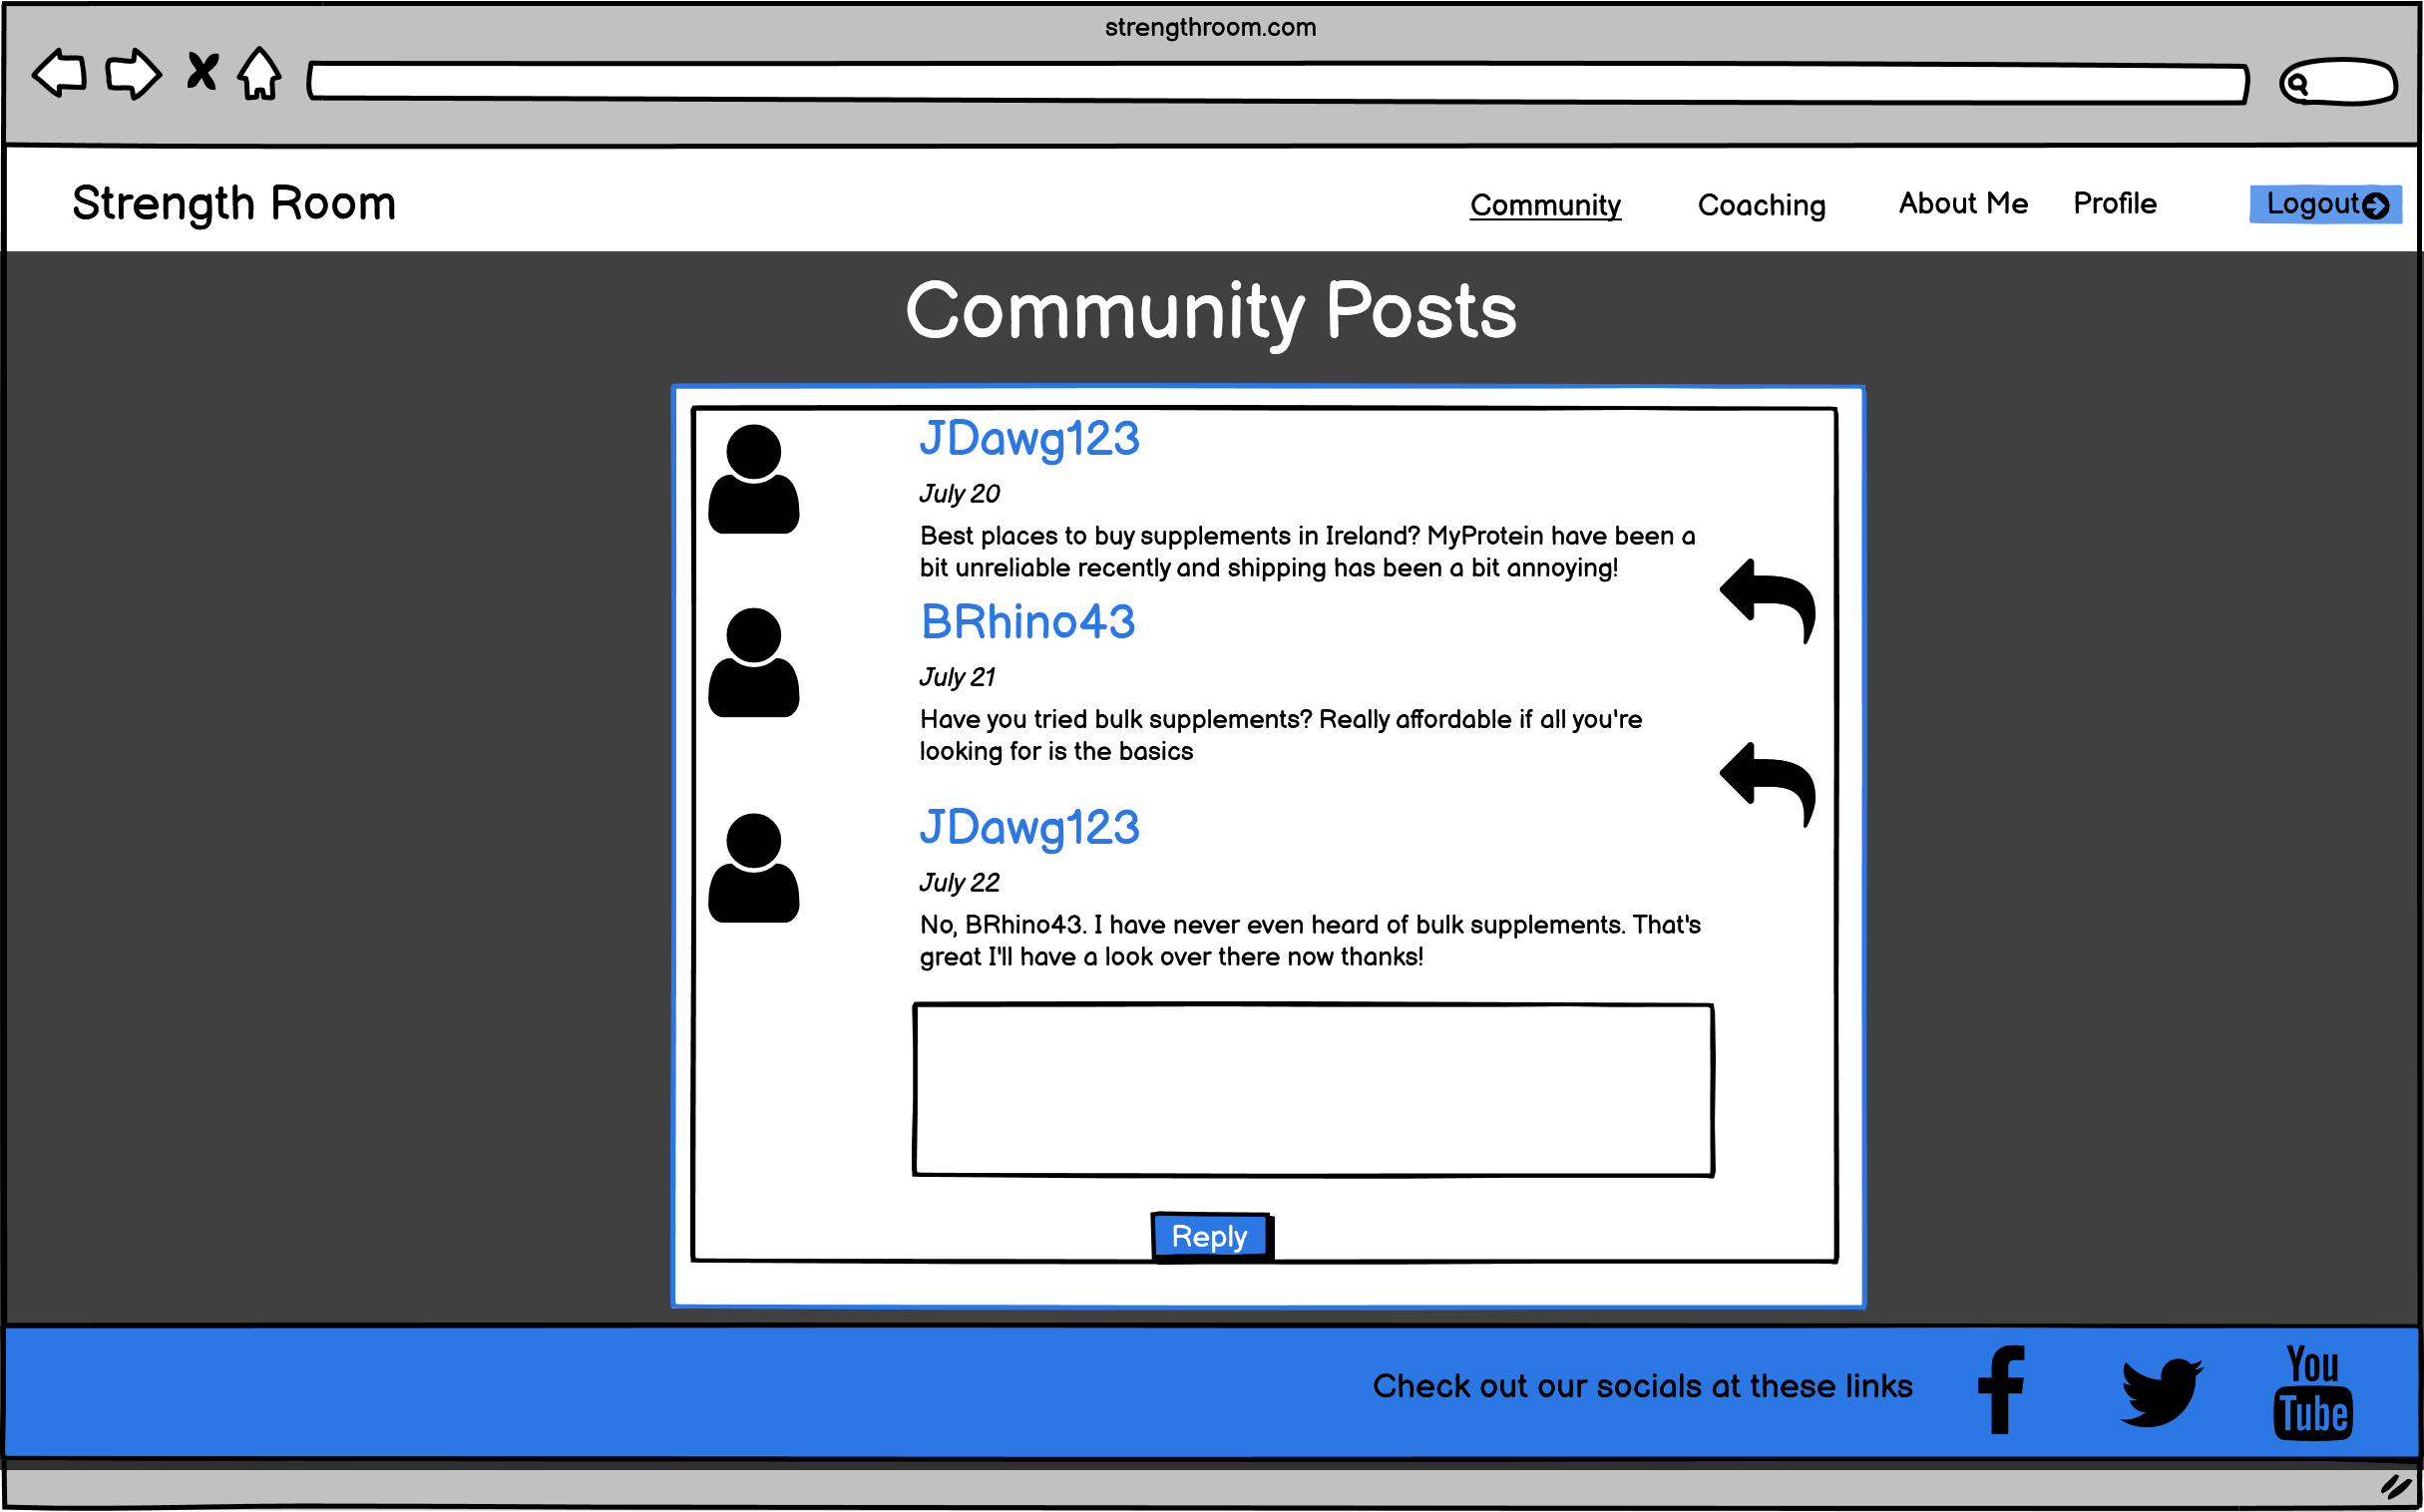 strengthroom.com
Strength Room
Community
Coaching
About Me
Profile
Logout
Community Posts
JDawg123
July 20
Best places to buy supplements in Ireland? MyProtein have been a
bit unreliable recently and shipping has been a bit annoying!
BRhino43
July 21
Have you tried bulk supplements? Really affordable if all you're
looking for is the basics
JDawg123
July 22
No, BRhino43. I have never even heard of bulk supplements. That's
great I'll have a look over there now thanks!
Reply
Check out our socials at these links
You
Tube